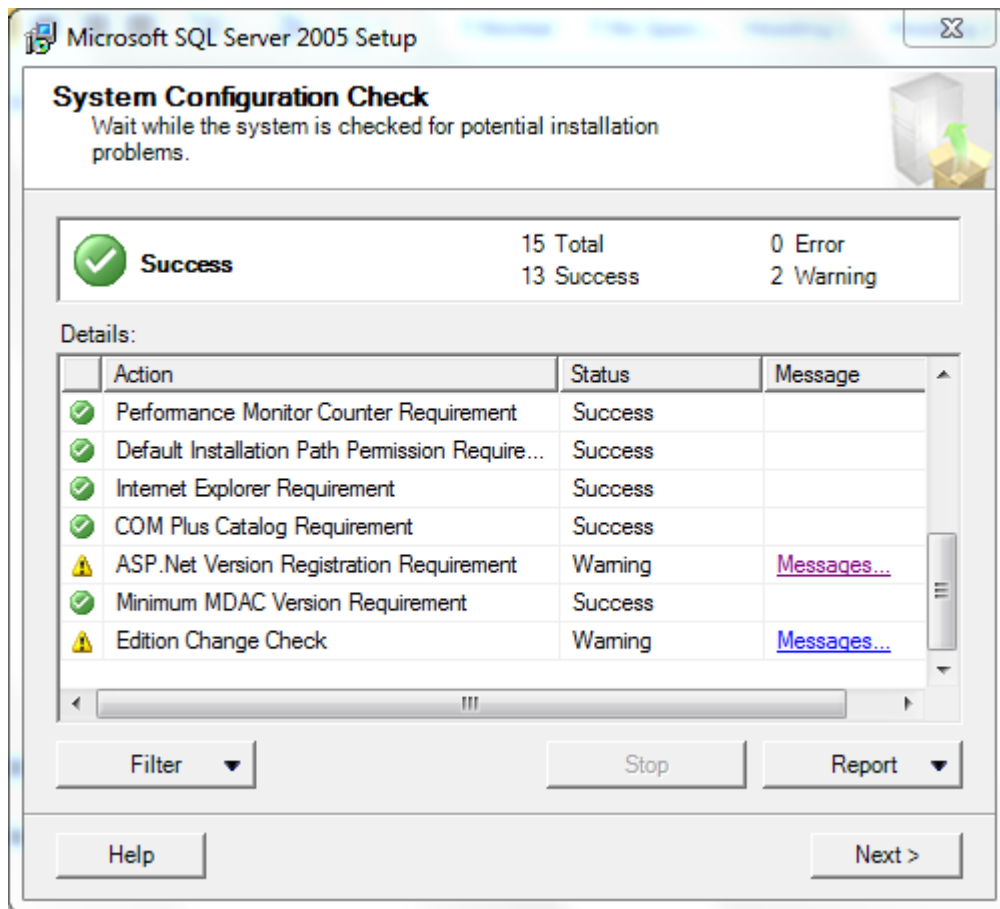 Microsoft SQL Server 2005 Setup
System Configuration Check
Wait while the system is checked for potential installation
problems.
Success
15 Total
0 Error
13 Success
2 Warning
Details:
Action Status Message
Performance Monitor Counter Requirement Success
Default Installation Path Permission Require... Success
Internet Explorer Requirement Success
COM Plus Catalog Requirement Success
ASP.Net Version Registration Requirement Warning Messages...
Minimum MDAC Version Requirement Success
Edition Change Check Warning Messages...
Filter Stop Report
Help Next >